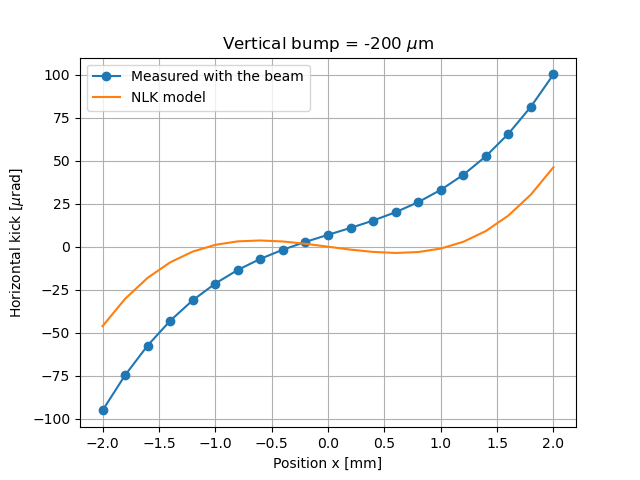 Vertical bump = -200 μm
Measured with the beam
NLK model
100
75
50
25
0
−25
−50
−75
−100
Horizontal kick [μrad]
−2.0 −1.5 −1.0 −0.5 0.0 0.5 1.0 1.5 2.0
Position x [mm]